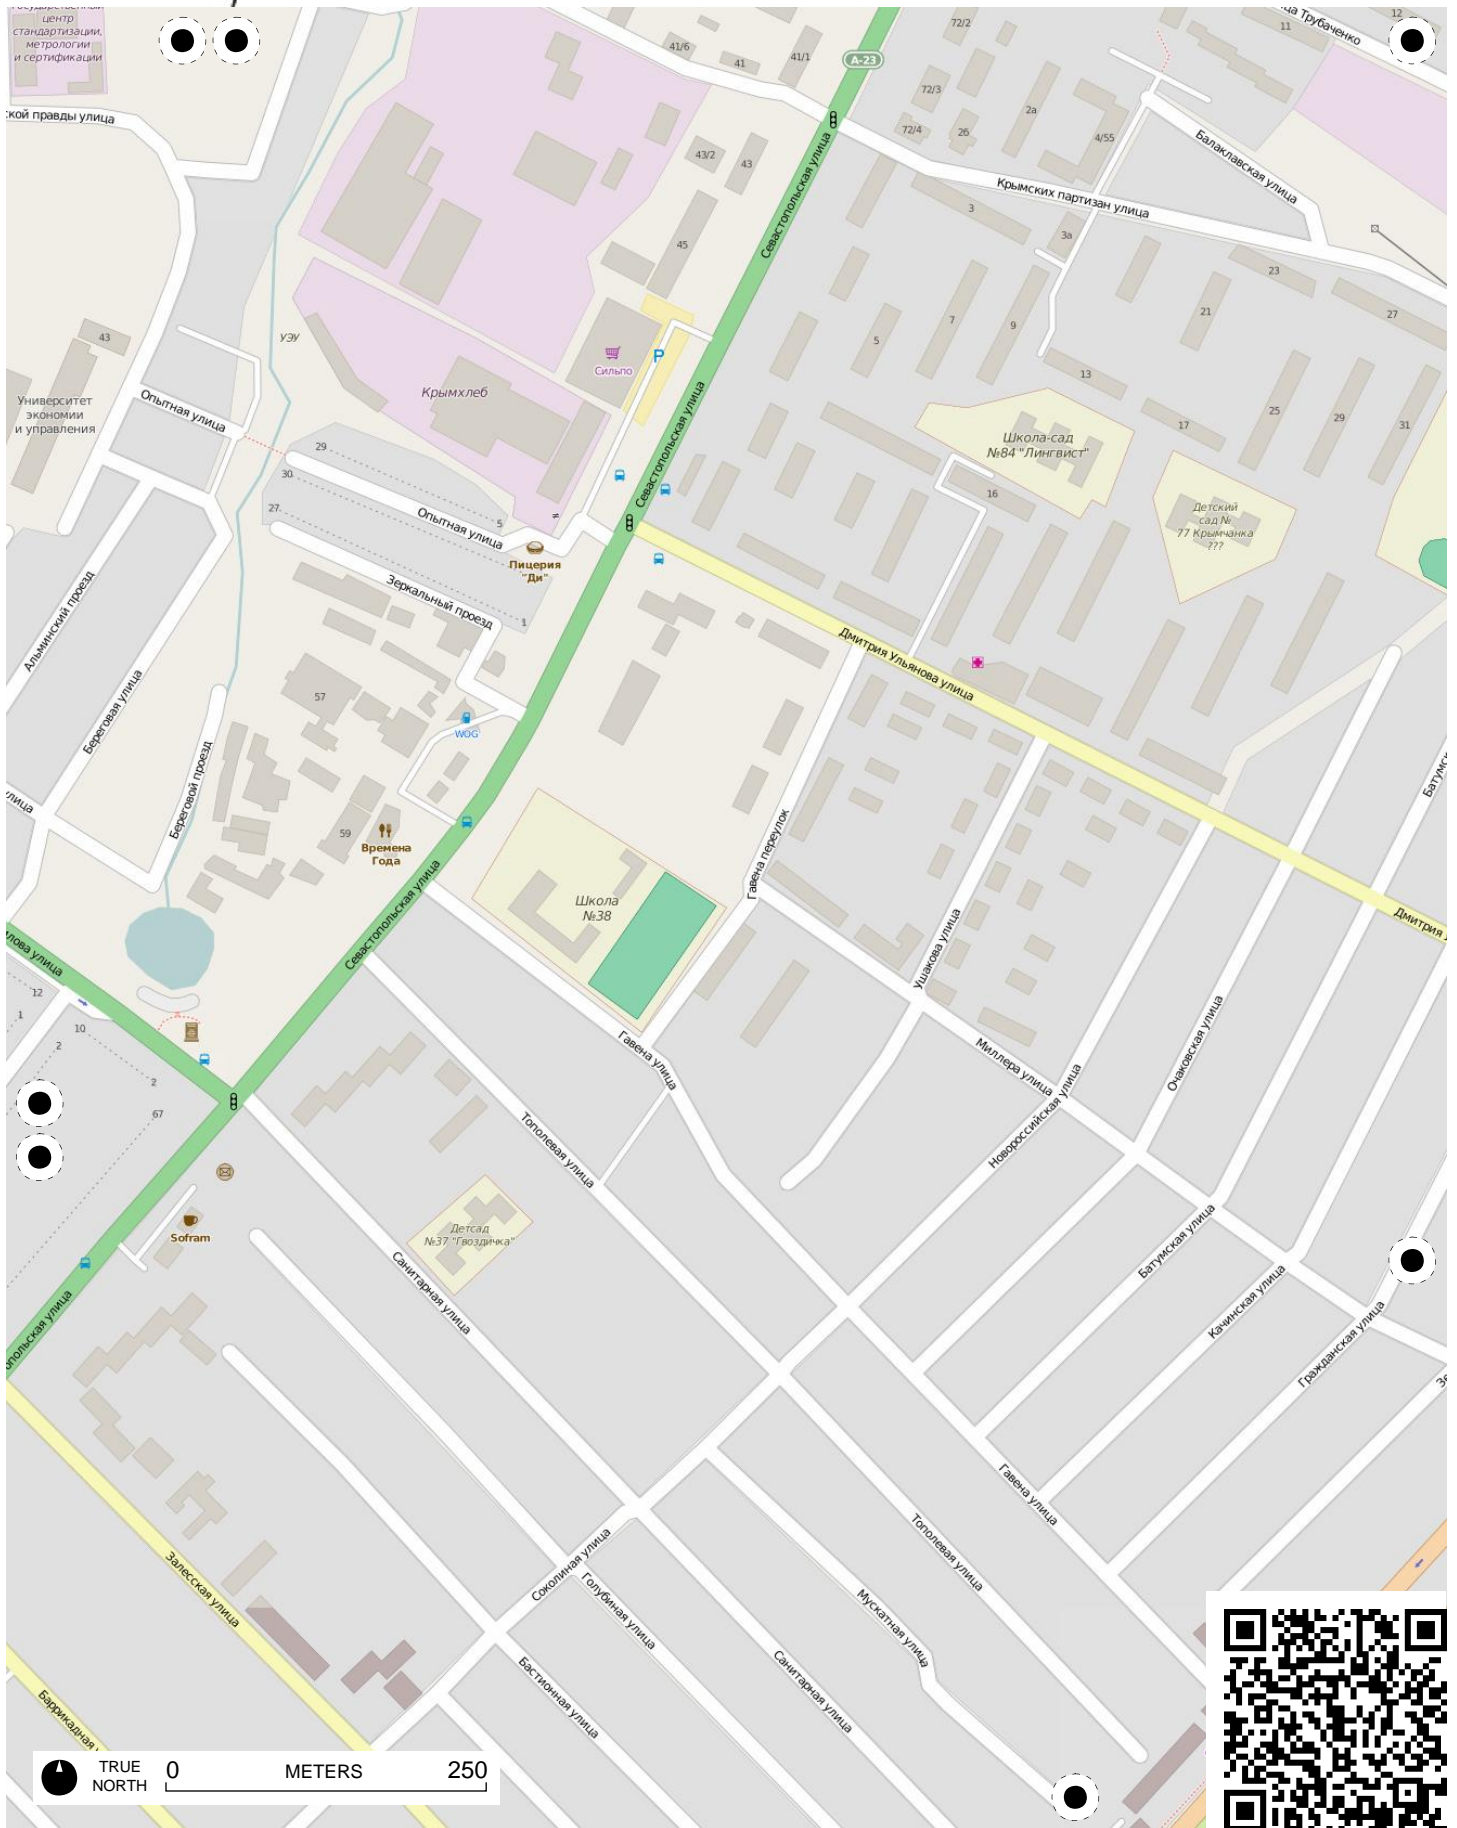 центр
стандартизации,
метрологии
и сертификации
41/6
41
41/1
А-23
72/2
11
12
72/3
2а
72/4
26
4/55
ской правды улица
43/2
43
Балаклавская улица
Севастопольская улица
Крымских партизан улица
3
3а
45
23
27
21
УЭУ
43
7
9
5
P
Сильпо
13
Крымхлеб
Университет
экономии
и управления
Опытная улица
Севастопольская улица
25
29
31
17
Школа-сад
№84 "Лингвист"
29
30
16
27
Опытная улица
5
Детский
сад №
77 Крымчанка
???
Пицерия
"Ди"
Зеркальный проезд
1
Альминский проезд
Дмитрия Ульянова улица
57
Береговая улица
WOG
Береговой проезд
улица
59
Времена
Года
Гавена переулок
Школа
№38
Севастопольская улица
Ушакова улица
Дмитрия
лова улица
12
1
10
2
2
67
Гавена улица
Миллера улица
Очаковская улица
Новороссийская улица
Тополевая улица
Sofram
Детсад
№37 "Гвоздичка"
Батумская улица
Санитарная улица
Качинская улица
Гражданская улица
опольская улица
Гавена улица
Тополевая улица
Залесская улица
Соколиная улица
Голубиная улица
Мускатная улица
Бастионная улица
Санитарная улица
Баррикадная
TRUE
NORTH
0 METERS 250